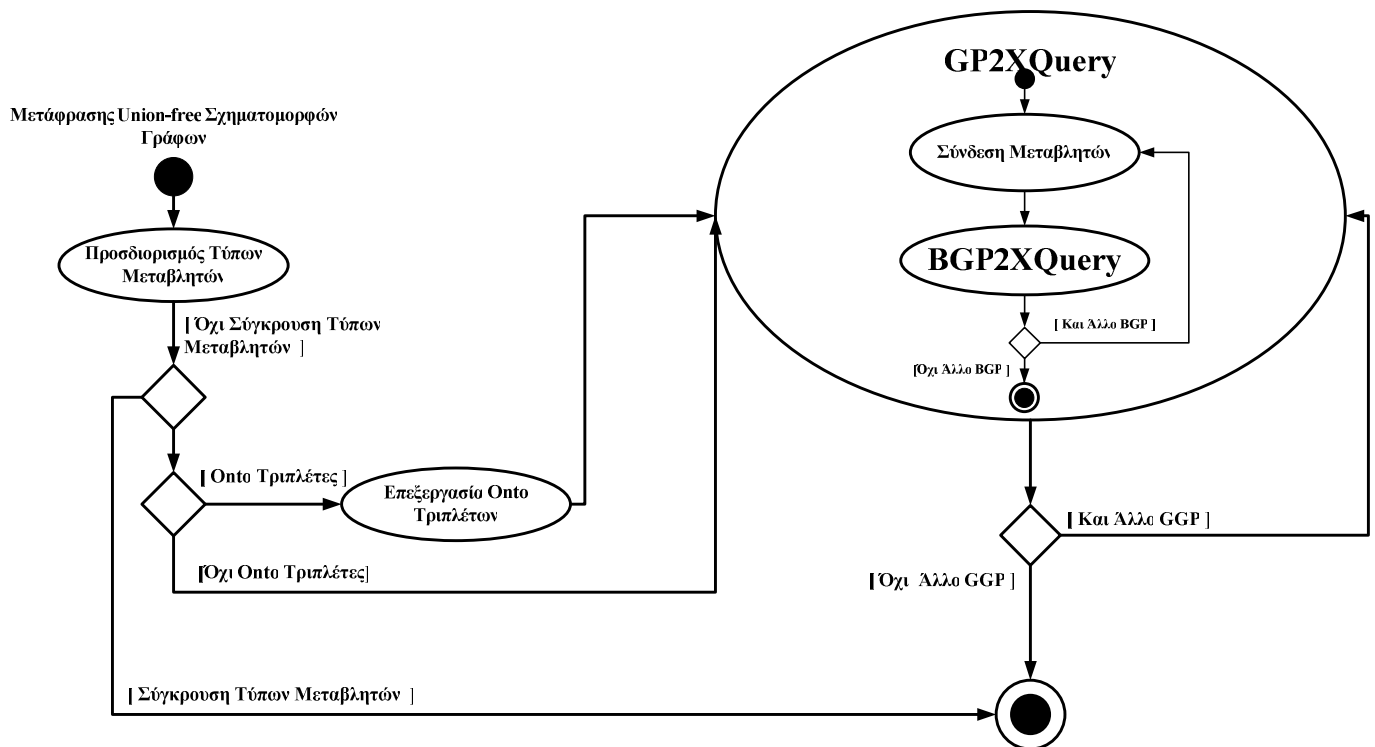 Μετάφρασης Union-free Σχηματομορφών
Γράφων
Προσδιορισμός Τύπων
Μεταβλητών
[ Όχι Σύγκρουση Τύπων
Μεταβλητών ]
[ Onto Τριπλέτες ]
Επεξεργασία Onto
Τριπλέτων
[Όχι Onto Τριπλέτες]
[ Σύγκρουση Τύπων Μεταβλητών ]
GP2XQuery
Σύνδεση Μεταβλητών
BGP2XQuery
[ Και Άλλο BGP ]
[Όχι Άλλο BGP ]
[ Και Άλλο GGP ]
[ Όχι Άλλο GGP ]